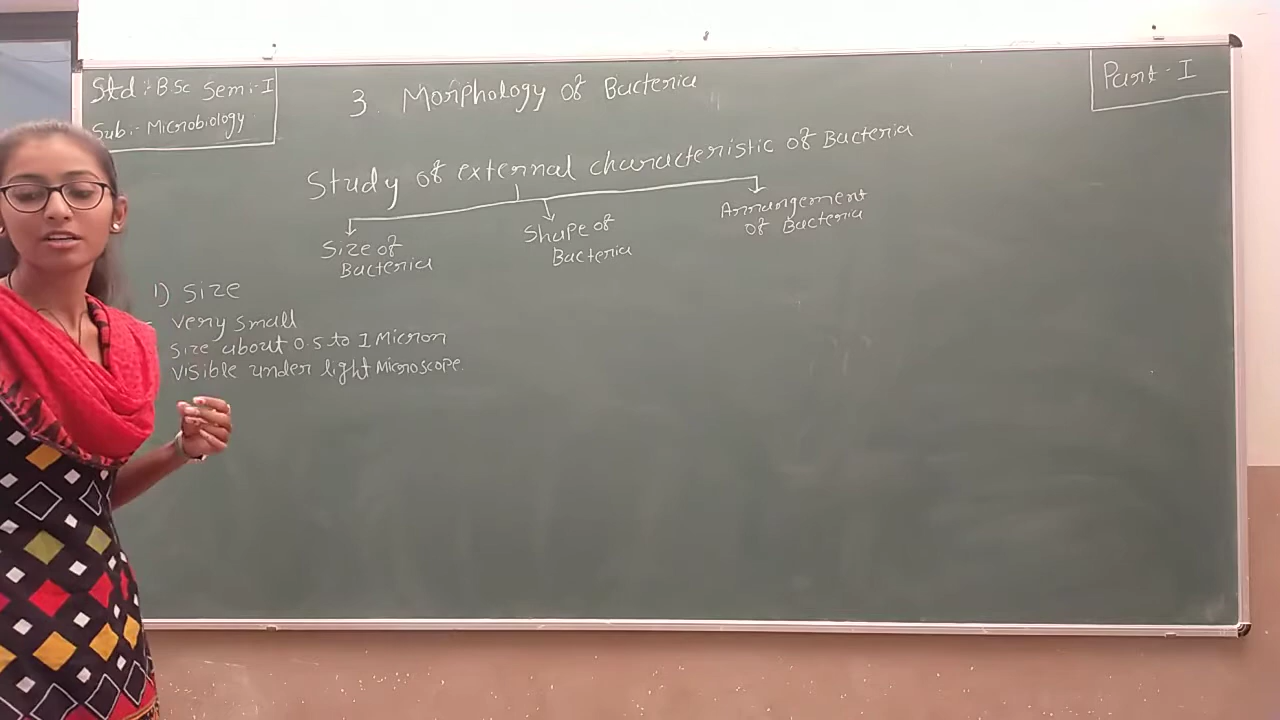 Std :- B.Sc Sem :- I
Sub :- Microbiology
3. Morphology of Bacteria
Part - I
Study of external characteristic of Bacteria
Size of
Bacteria
Shape of
Bacteria
Arrangement
of Bacteria
1) Size
- very small
size about 0.5 to 1 Micron
visible under light Microscope.